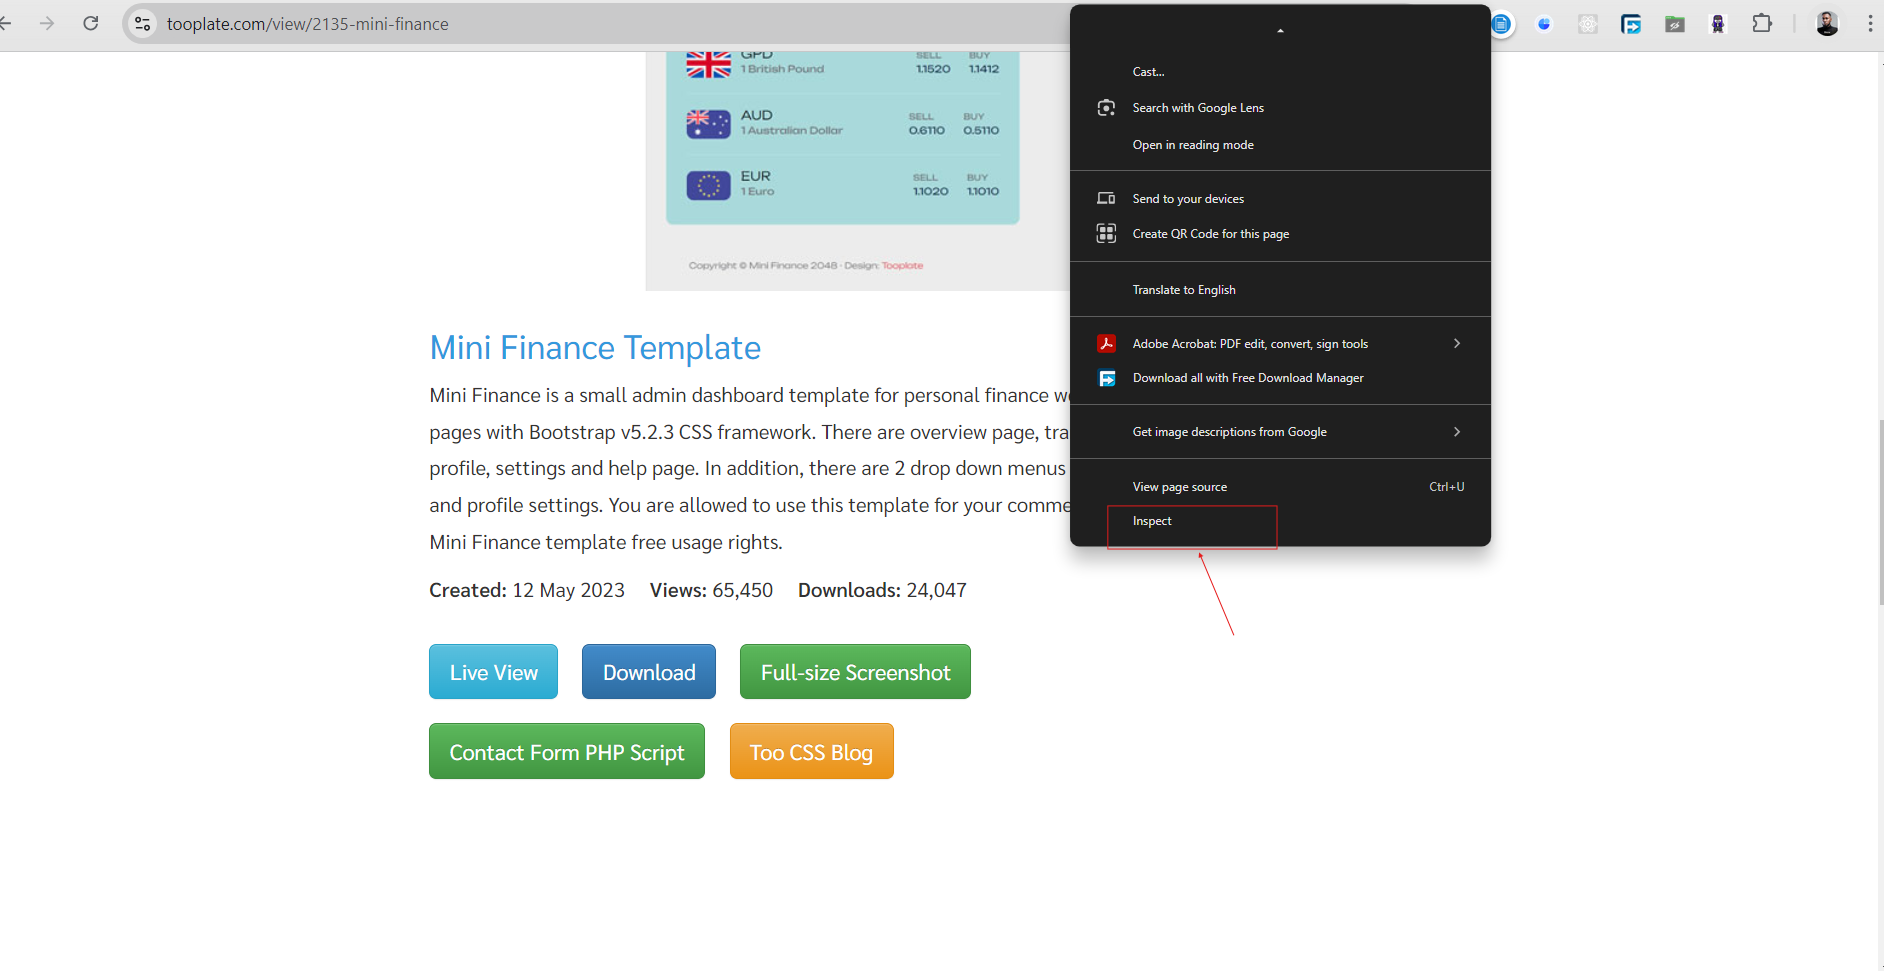 tooplate.com/view/2135-mini-finance
GPD SELL BUY
1 British Pound 1.1520 1.1412
AUD SELL BUY
1 Australian Dollar 0.6110 0.5110
EUR SELL BUY
1 Euro 1.1020 1.1010
Copyright © Mini Finance 2048 - Design: Tooplate
Mini Finance Template
Mini Finance is a small admin dashboard template for personal finance
pages with Bootstrap v5.2.3 CSS framework. There are overview page,
profile, settings and help page. In addition, there are 2 drop down menus
and profile settings. You are allowed to use this template for your
Mini Finance template free usage rights.
Created: 12 May 2023 Views: 65,450 Downloads: 24,047
Live View Download Full-size Screenshot
Contact Form PHP Script Too CSS Blog
Cast...
Search with Google Lens
Open in reading mode
Send to your devices
Create QR Code for this page
Translate to English
Adobe Acrobat: PDF edit, convert, sign tools
Download all with Free Download Manager
Get image descriptions from Google
View page source Ctrl+U
Inspect